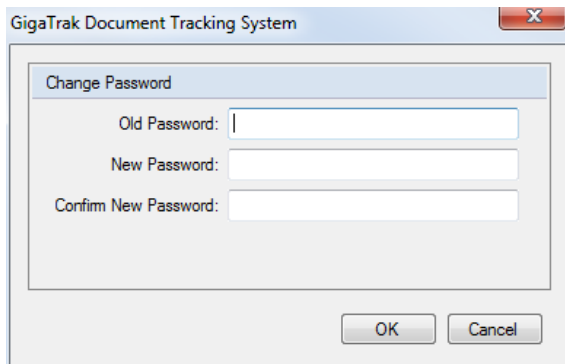 GigaTrak Document Tracking System
Change Password
Old Password:
New Password:
Confirm New Password:
OK Cancel